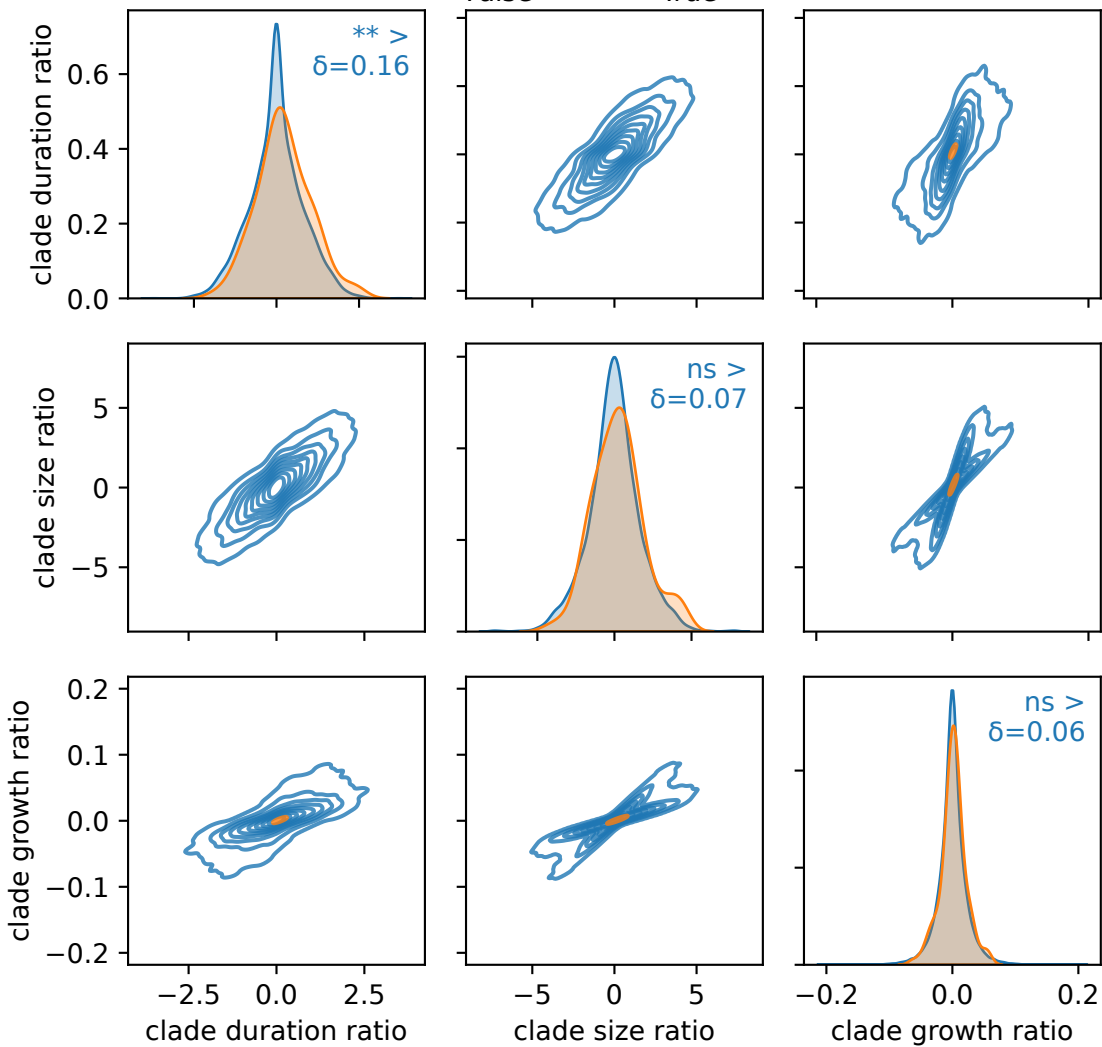 ** >
δ=0.16
clade duration ratio
0.6
0.4
0.2
0.0
ns >
δ=0.07
clade size ratio
5
0
−5
ns >
δ=0.06
clade growth ratio
0.2
0.1
0.0
−0.1
−0.2
−2.5 0.0 2.5 −5 0 5 −0.2 0.0 0.2
clade duration ratio clade size ratio clade growth ratio